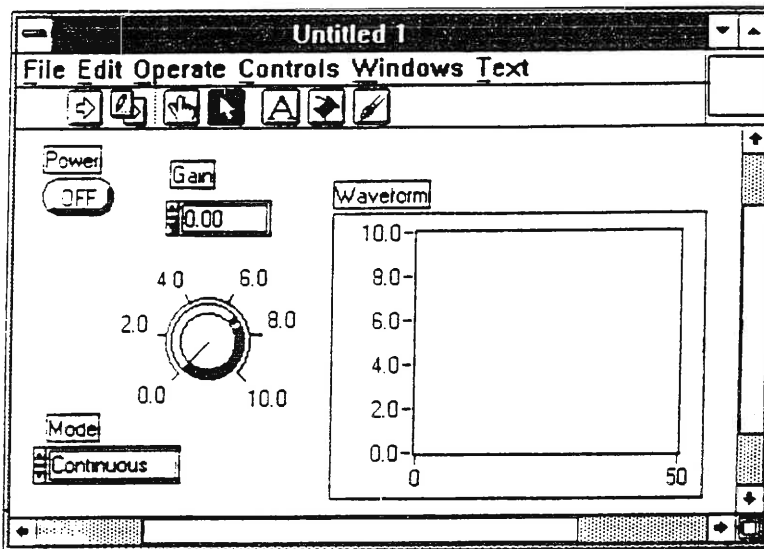 Untitled 1
File Edit Operate Controls Windows Text
A
Power
OFF
Gain
0.00
0.0
2.0
4.0
6.0
8.0
10.0
Mode
Continuous
Waveform
10.0
8.0
6.0
4.0
2.0
0.0
0
50